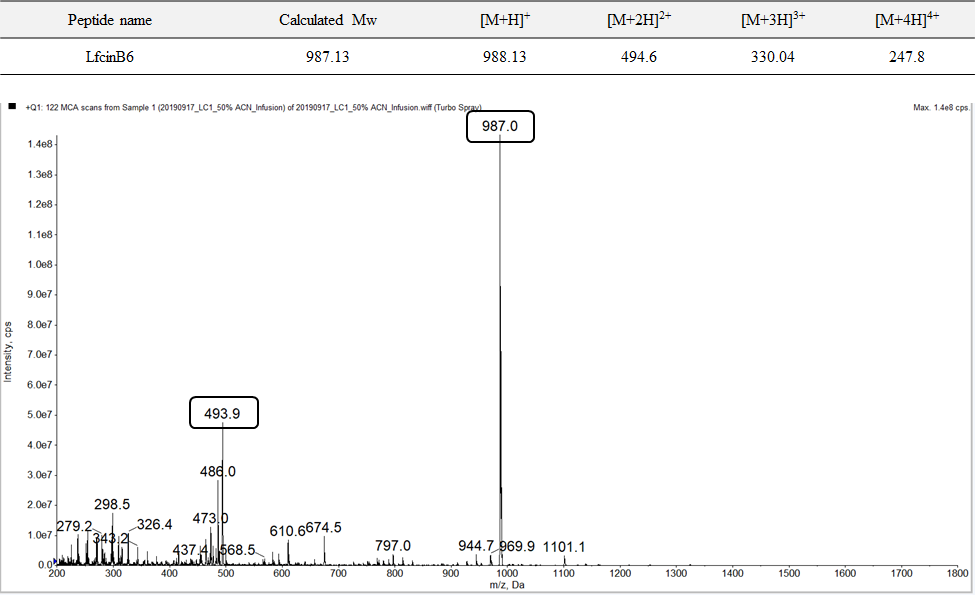 Peptide name Calculated Mw [M+H]+ [M+2H]2+ [M+3H]3+ [M+4H]4+
LfcinB6 987.13 988.13 494.6 330.04 247.8
+Q1: 122 MCA scans from Sample 1 (20190917_LC1_50% ACN_Infusion) of 20190917_LC1_50% ACN_Infusion.wiff (Turbo Spray) Max. 1.4e8 cps.
987.0
1.4e8
1.3e8
1.2e8
1.1e8
1.0e8
9.0e7
8.0e7
7.0e7
6.0e7
5.0e7
4.0e7
3.0e7
2.0e7
1.0e7
0.0
Intensity, cps
493.9
486.0
298.5
279.2
326.4
473.0
343.2
437.4
568.5
610.6
674.5
797.0
944.7
969.9
1101.1
200 300 400 500 600 700 800 900 1000 1100 1200 1300 1400 1500 1600 1700 1800
m/z, Da